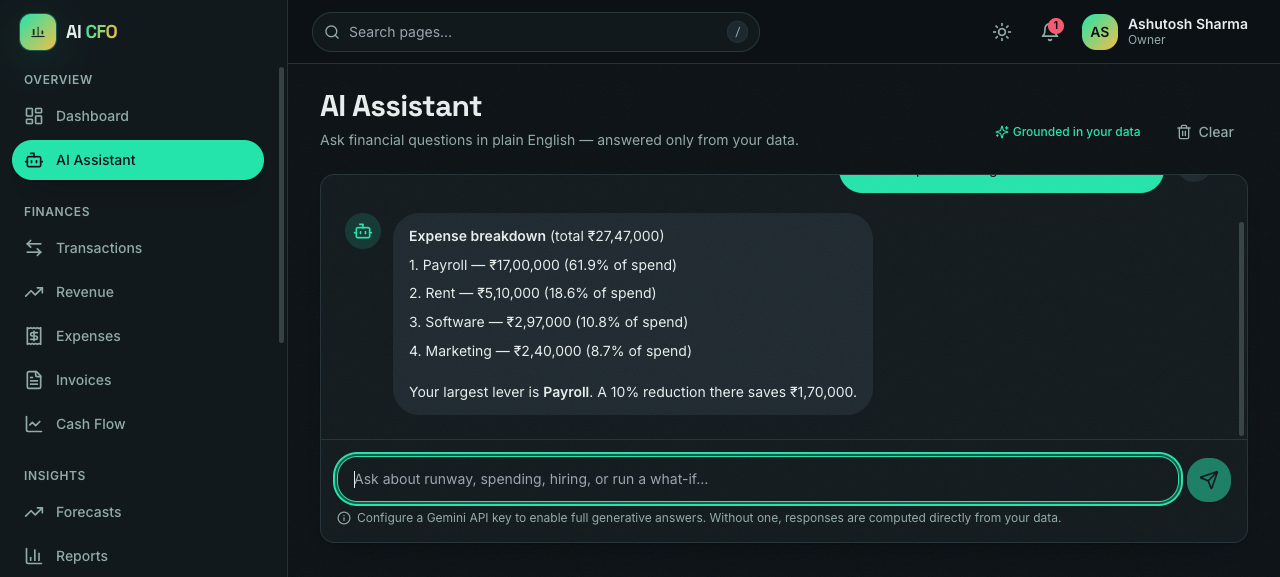 AI CFO
OVERVIEW
Dashboard
AI Assistant
FINANCES
Transactions
Revenue
Expenses
Invoices
Cash Flow
INSIGHTS
Forecasts
Reports
Search pages...
/
1
AS
Ashutosh Sharma
Owner
AI Assistant
Ask financial questions in plain English — answered only from your data.
Grounded in your data
Clear
Expense breakdown (total ₹27,47,000)
1. Payroll — ₹17,00,000 (61.9% of spend)
2. Rent — ₹5,10,000 (18.6% of spend)
3. Software — ₹2,97,000 (10.8% of spend)
4. Marketing — ₹2,40,000 (8.7% of spend)
Your largest lever is Payroll. A 10% reduction there saves ₹1,70,000.
Ask about runway, spending, hiring, or run a what-if...
Configure a Gemini API key to enable full generative answers. Without one, responses are computed directly from your data.